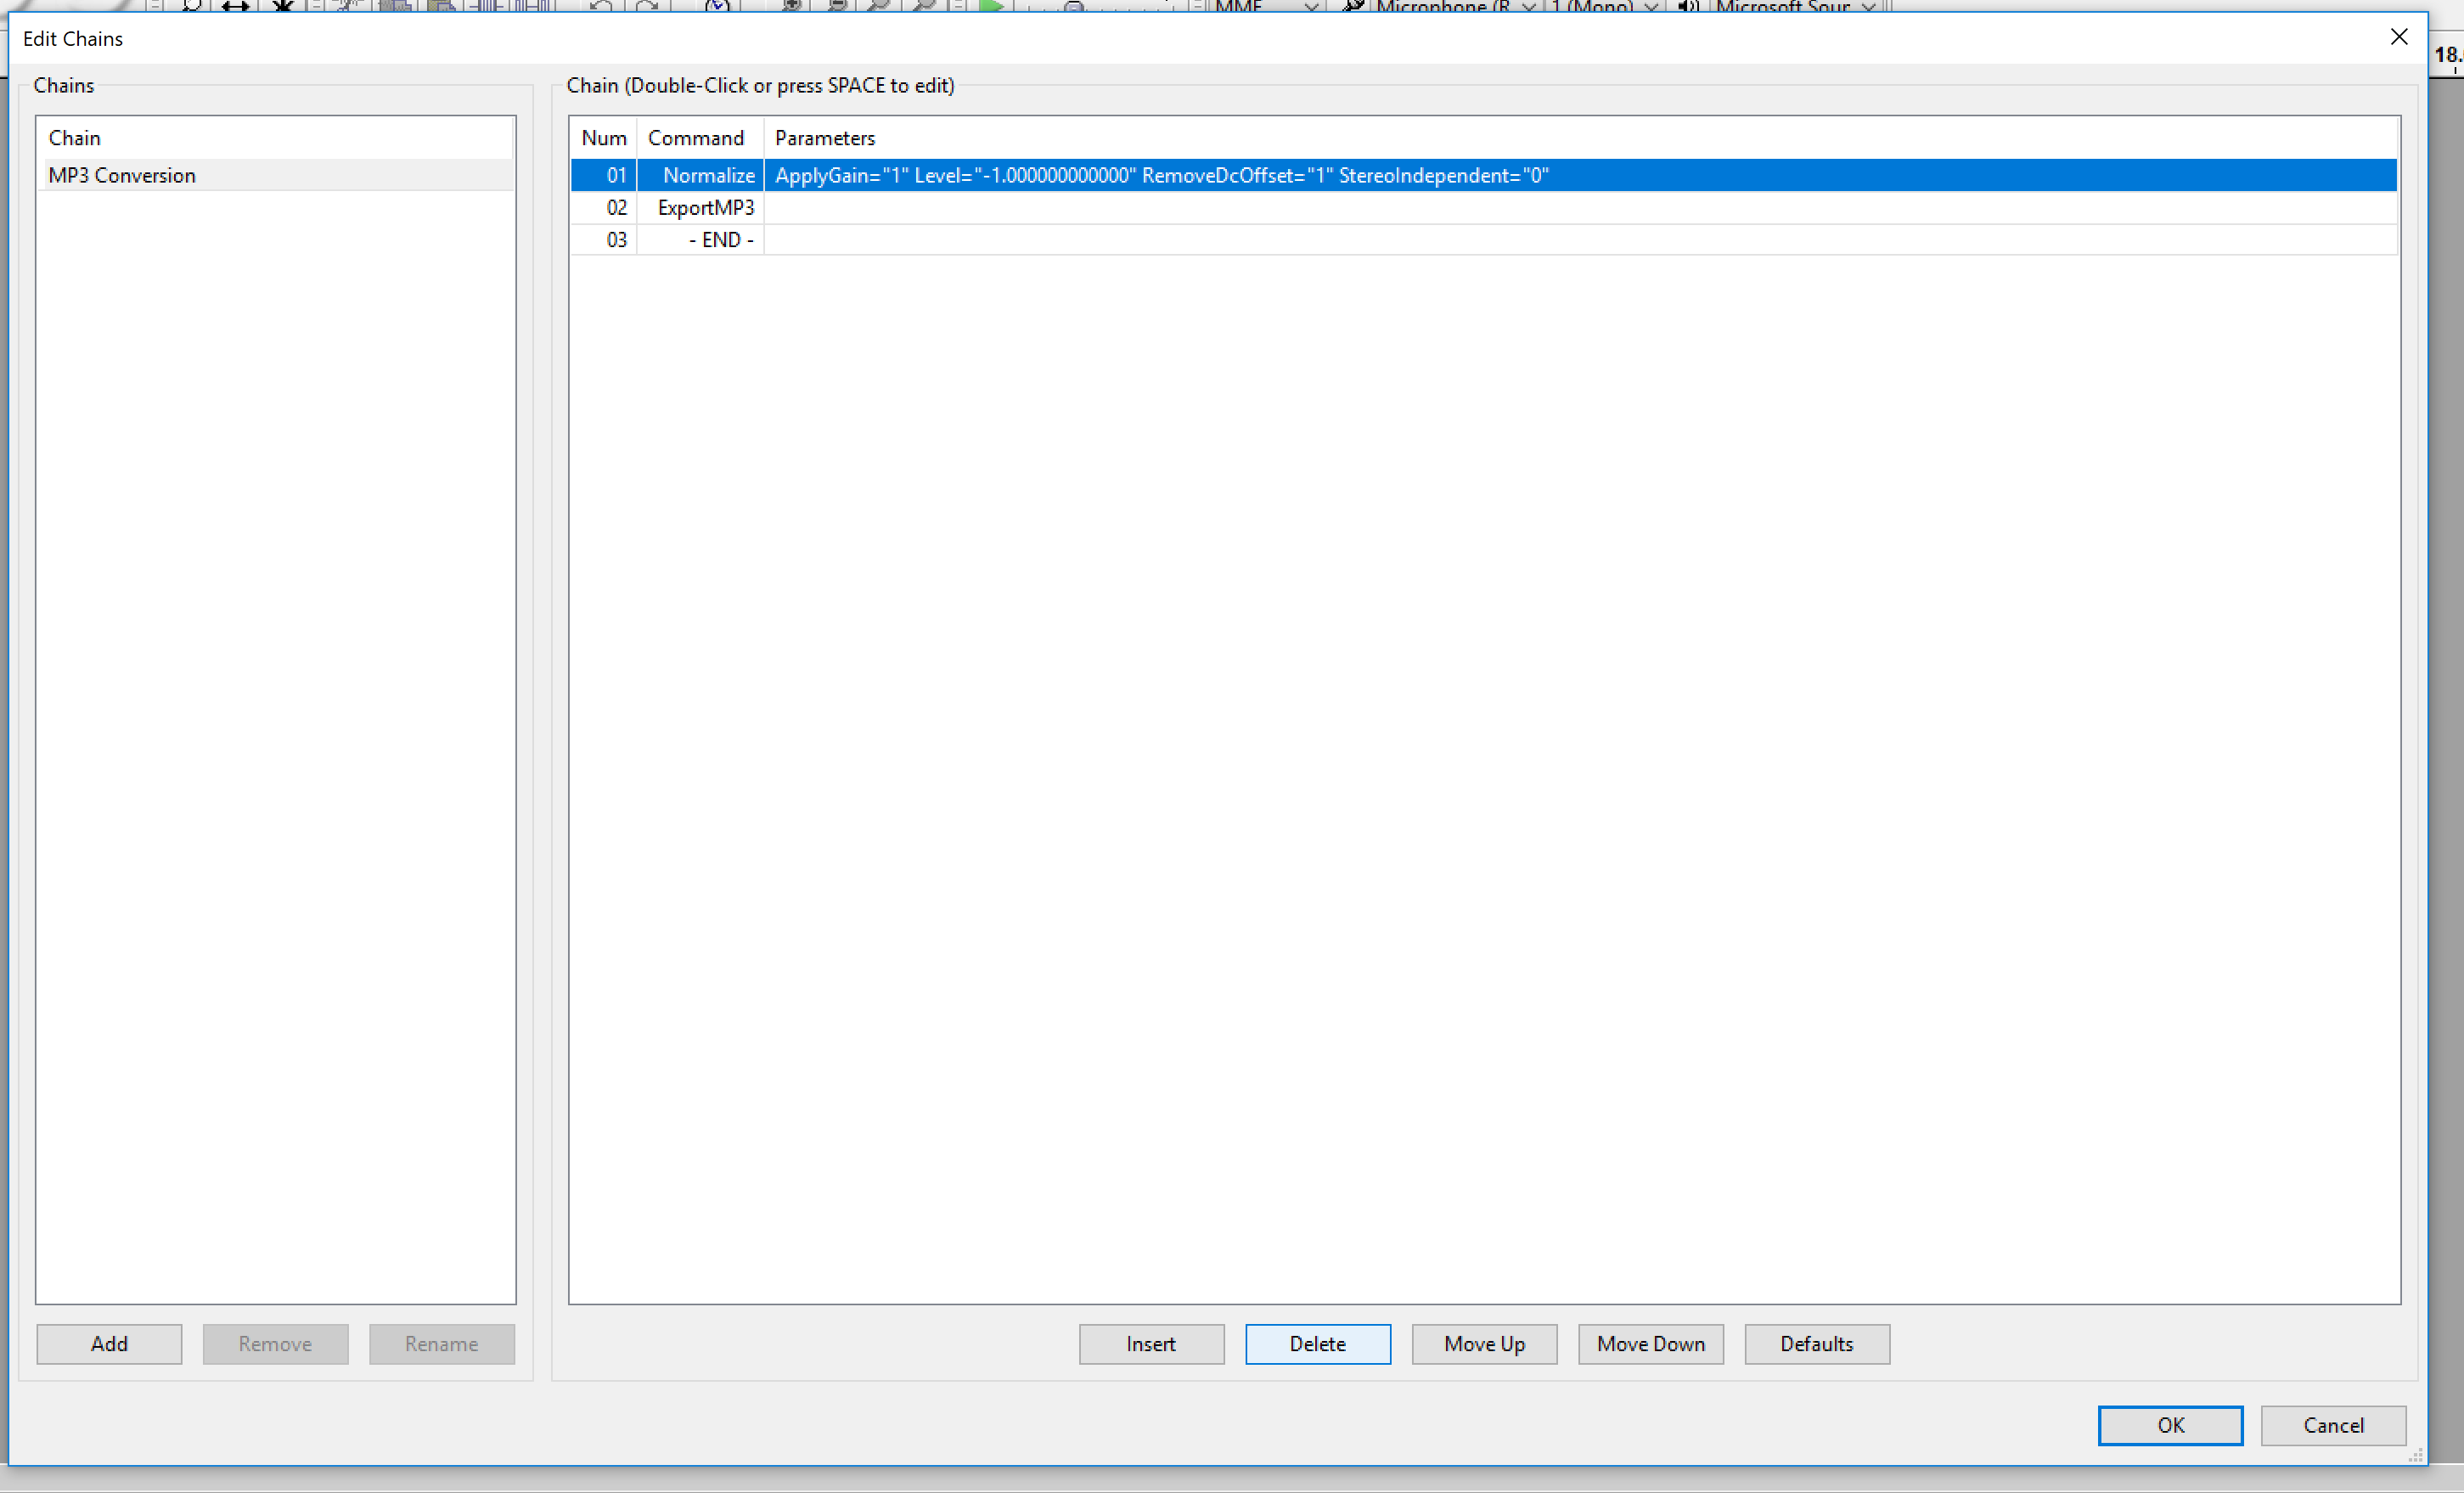 MME Microphone (R 1 (Mono) Microsoft Sour
Edit Chains
18.
Chains
Chain (Double-Click or press SPACE to edit)
Chain
Num Command Parameters
MP3 Conversion
01 Normalize ApplyGain="1" Level="-1.000000000000" RemoveDcOffset="1" StereoIndependent="0"
02 ExportMP3
03 - END -
Add Remove Rename
Insert Delete Move Up Move Down Defaults
OK Cancel